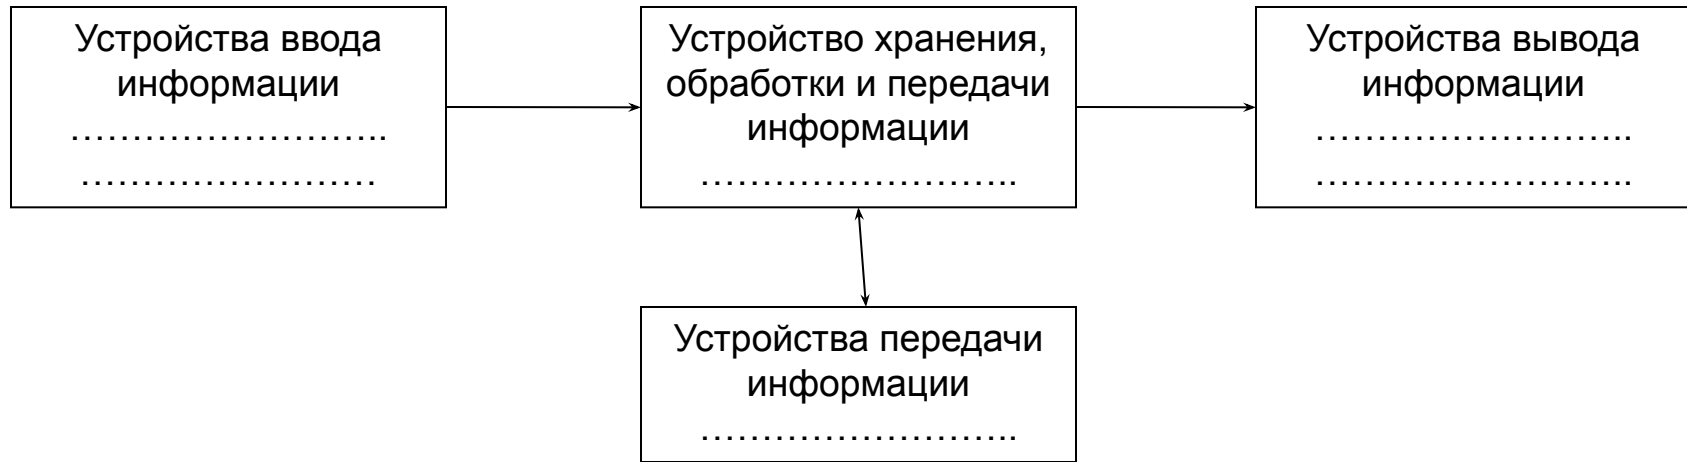 Устройства ввода
информации
……………………..
……………………
Устройство хранения,
обработки и передачи
информации
……………………..
Устройства вывода
информации
……………………..
……………………..
Устройства передачи
информации
……………………..